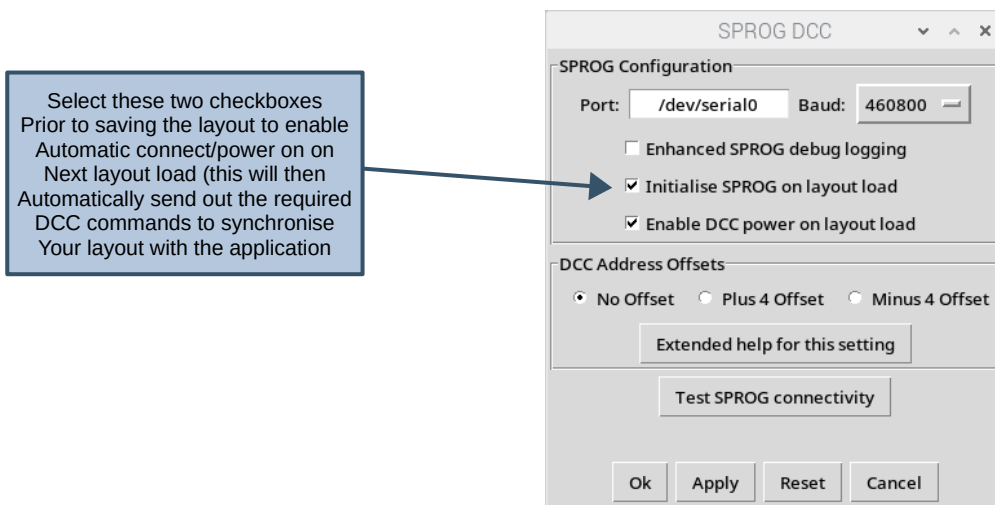 SPROG DCC
Select these two checkboxes
Prior to saving the layout to enable
Automatic connect/power on on
Next layout load (this will then
Automatically send out the required
DCC commands to synchronise
Your layout with the application
SPROG Configuration
Port: /dev/serial0 Baud: 460800
Enhanced SPROG debug logging
Initialise SPROG on layout load
Enable DCC power on layout load
DCC Address Offsets
No Offset Plus 4 Offset Minus 4 Offset
Extended help for this setting
Test SPROG connectivity
Ok Apply Reset Cancel